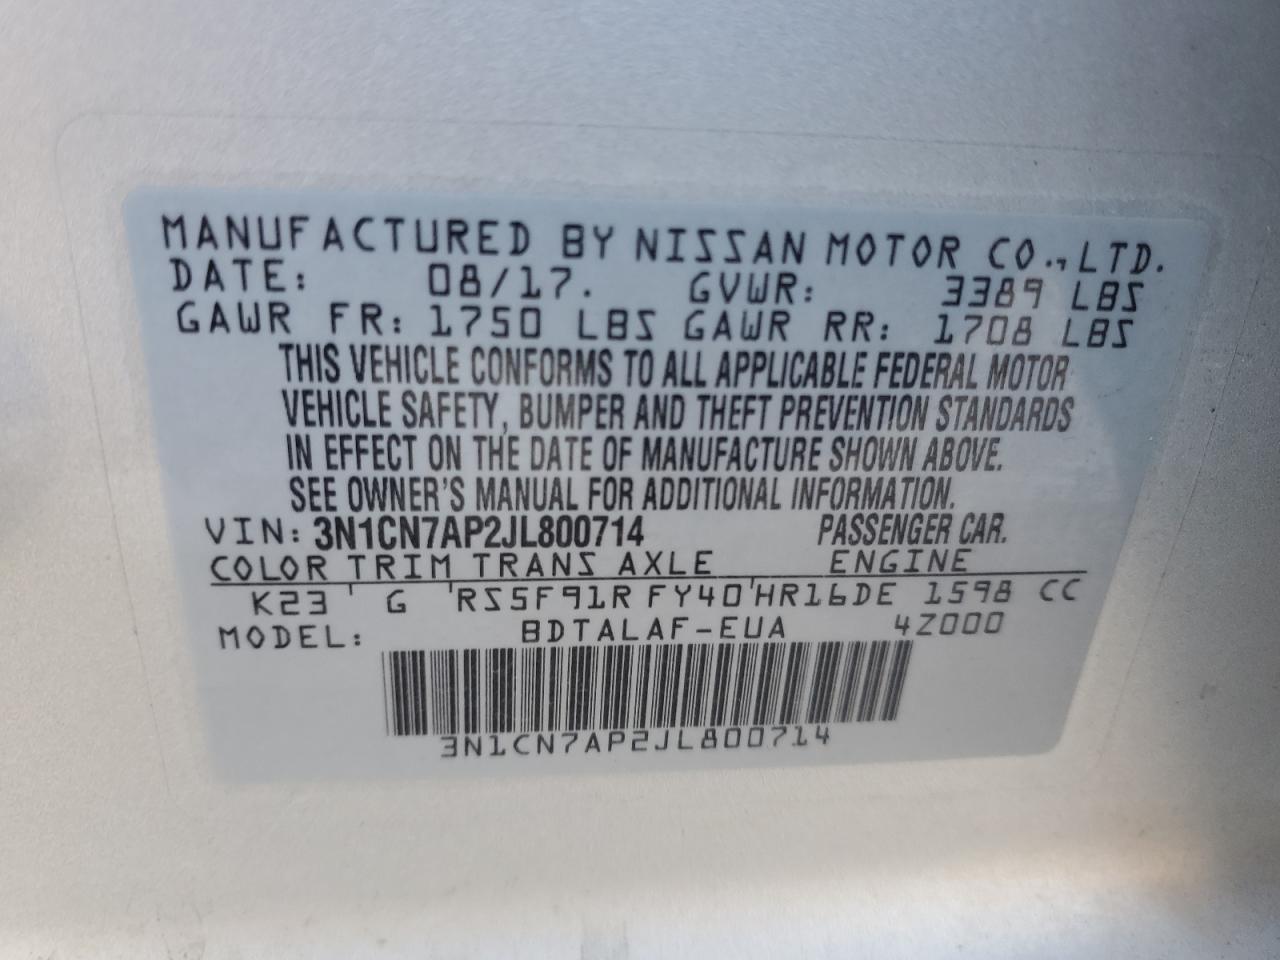 MANUFACTURED BY NISSAN MOTOR CO., LTD.
DATE: 08/17. GVWR: 3389 LBS
GAWR FR: 1750 LBS GAWR RR: 1708 LBS
THIS VEHICLE CONFORMS TO ALL APPLICABLE FEDERAL MOTOR
VEHICLE SAFETY, BUMPER AND THEFT PREVENTION STANDARDS
IN EFFECT ON THE DATE OF MANUFACTURE SHOWN ABOVE.
SEE OWNER'S MANUAL FOR ADDITIONAL INFORMATION.
VIN: 3N1CN7AP2JL800714 PASSENGER CAR.
COLOR TRIM TRANS AXLE ENGINE
K23 ' G RS5F91R FY40 'HR16DE 1598 CC
MODEL: BDTALAF-EUA 4Z000
3N1CN7AP2JL800714